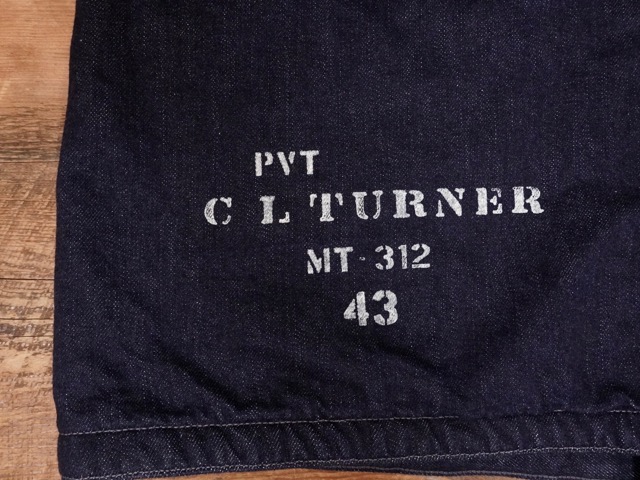 PVT
C L TURNER
MT-312
43